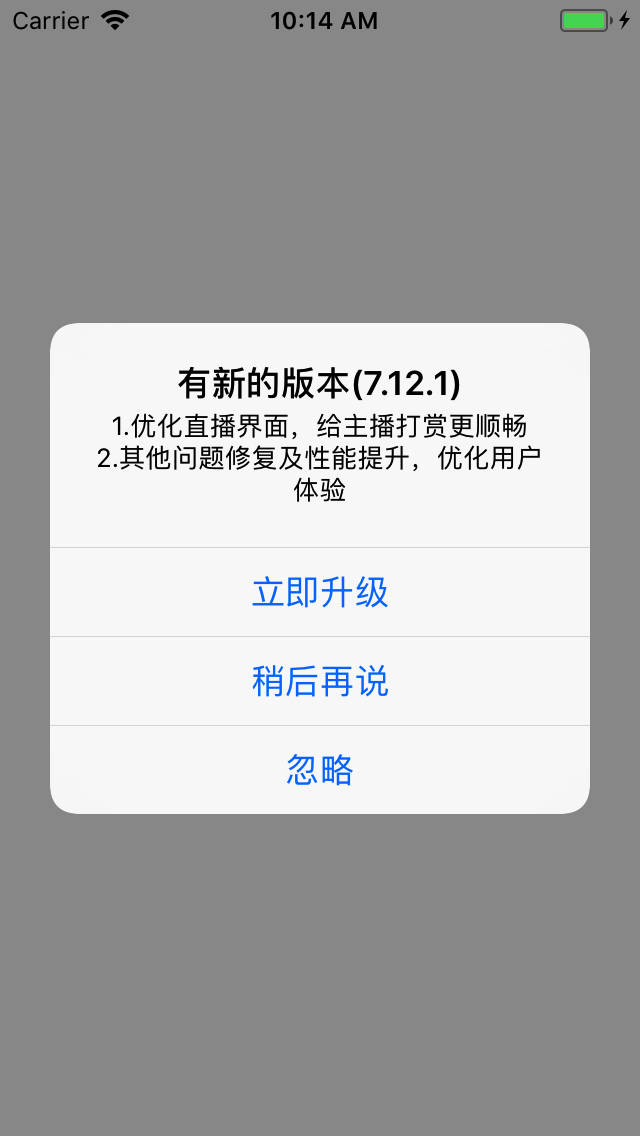 Carrier 10:14 AM
有新的版本(7.12.1)
1.优化直播界面，给主播打赏更顺畅
2.其他问题修复及性能提升，优化用户
体验
立即升级
稍后再说
忽略